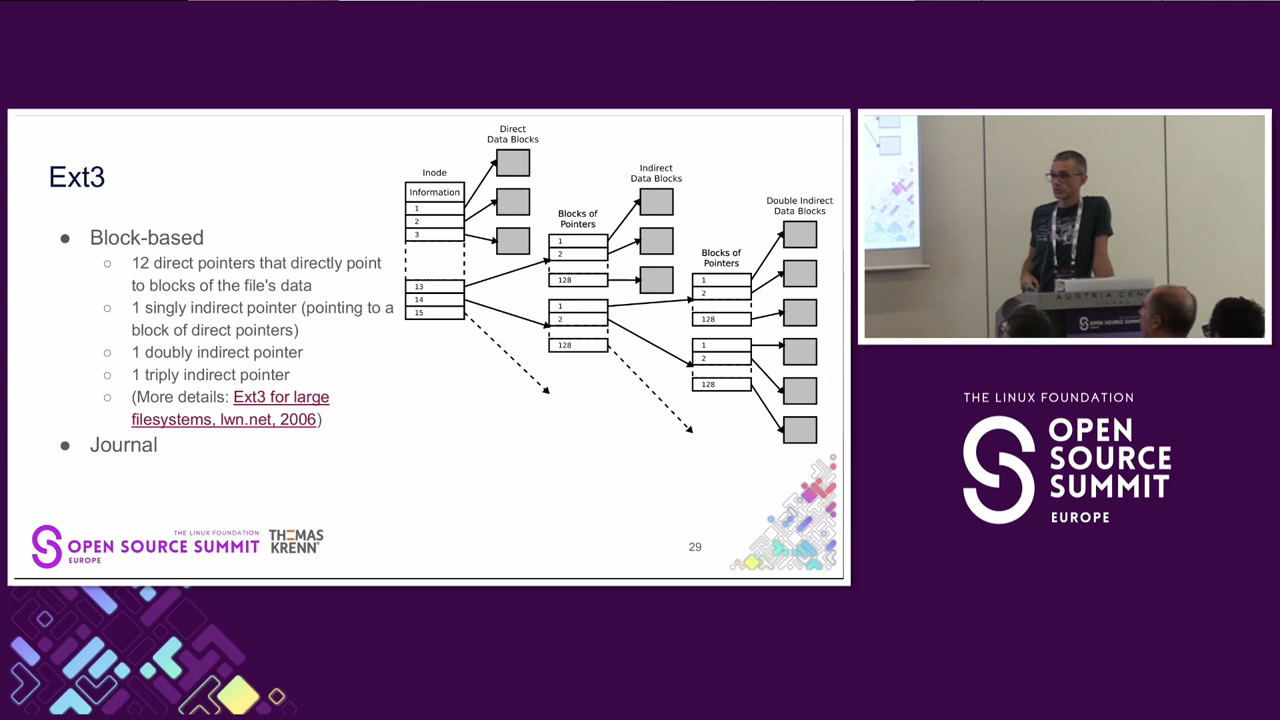 Ext3
● Block-based
○ 12 direct pointers that directly point
to blocks of the file's data
○ 1 singly indirect pointer (pointing to a
block of direct pointers)
○ 1 doubly indirect pointer
○ 1 triply indirect pointer
○ (More details: Ext3 for large
filesystems, lwn.net, 2006)
● Journal
Inode
Information
1
2
3
13
14
15
Direct
Data Blocks
Blocks of
Pointers
1
2
128
1
2
128
Indirect
Data Blocks
Blocks of
Pointers
1
2
128
1
2
128
Double Indirect
Data Blocks
THE LINUX FOUNDATION
OPEN SOURCE SUMMIT
EUROPE
THOMAS
KRENN®
29
AUSTRIA CEN
OPEN SOURCE SUMMIT
THE LINUX FOUNDATION
OPEN
SOURCE
SUMMIT
EUROPE